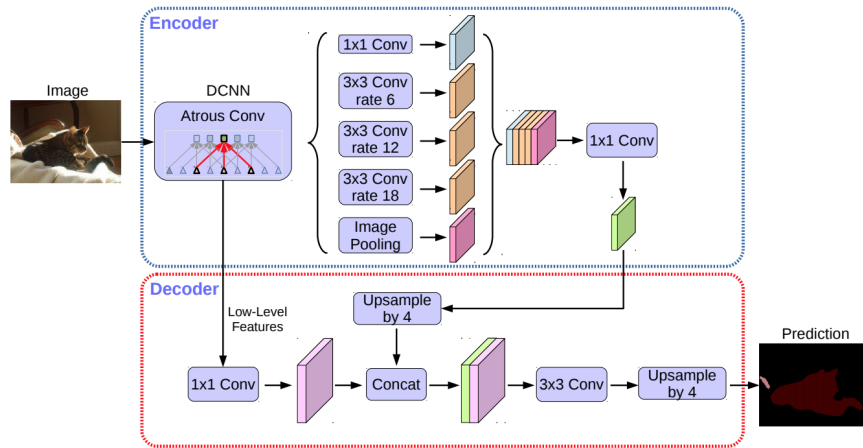 Encoder
Image
DCNN
Atrous Conv
1x1 Conv
3x3 Conv
rate 6
3x3 Conv
rate 12
3x3 Conv
rate 18
Image
Pooling
1x1 Conv
Decoder
Low-Level
Features
Upsample
by 4
1x1 Conv
Concat
3x3 Conv
Upsample
by 4
Prediction